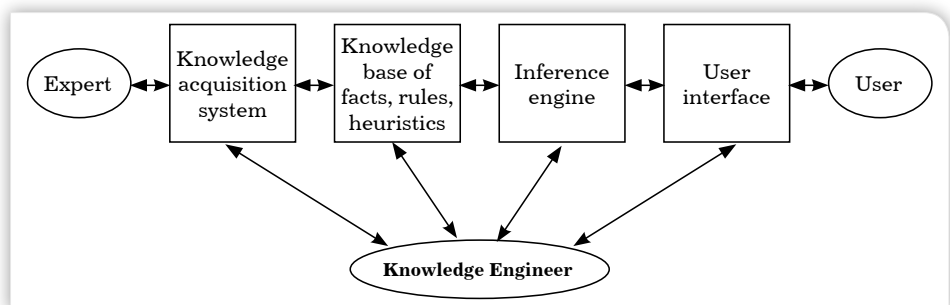 Expert
Knowledge
acquisition
system
Knowledge
base of
facts, rules,
heuristics
Inference
engine
User
interface
User
Knowledge Engineer